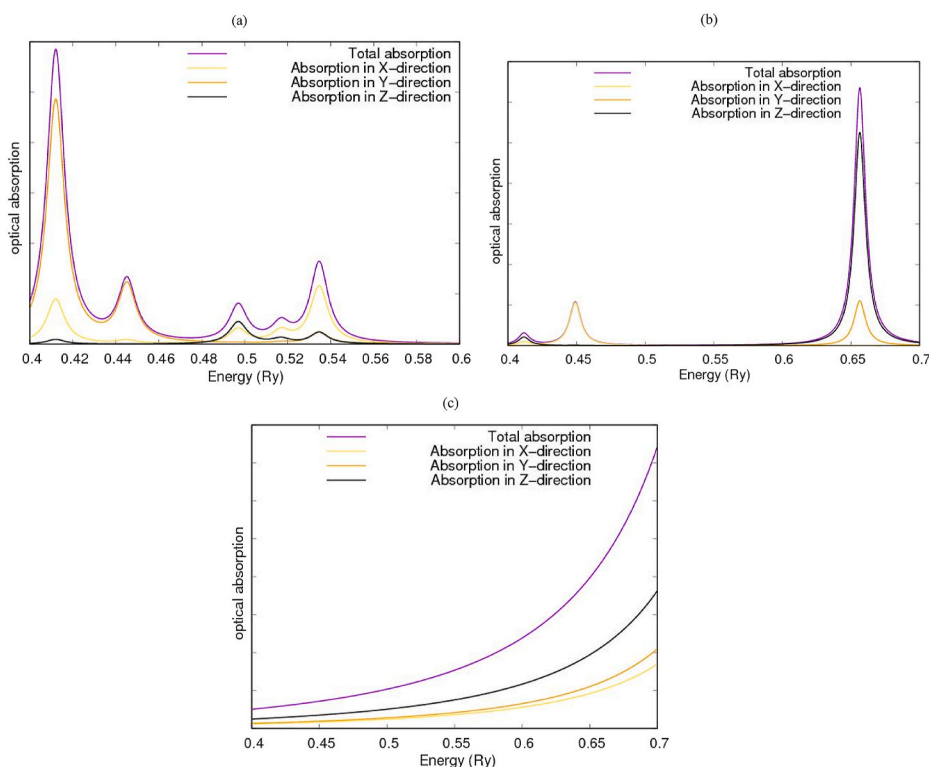 (a)
Total absorption
Absorption in X-direction
Absorption in Y-direction
Absorption in Z-direction
optical absorption
0.4 0.42 0.44 0.46 0.48 0.5 0.52 0.54 0.56 0.58 0.6
Energy (Ry)
(b)
Total absorption
Absorption in X-direction
Absorption in Y-direction
Absorption in Z-direction
optical absorption
0.4 0.45 0.5 0.55 0.6 0.65 0.7
Energy (Ry)
(c)
Total absorption
Absorption in X-direction
Absorption in Y-direction
Absorption in Z-direction
optical absorption
0.4 0.45 0.5 0.55 0.6 0.65 0.7
Energy (Ry)